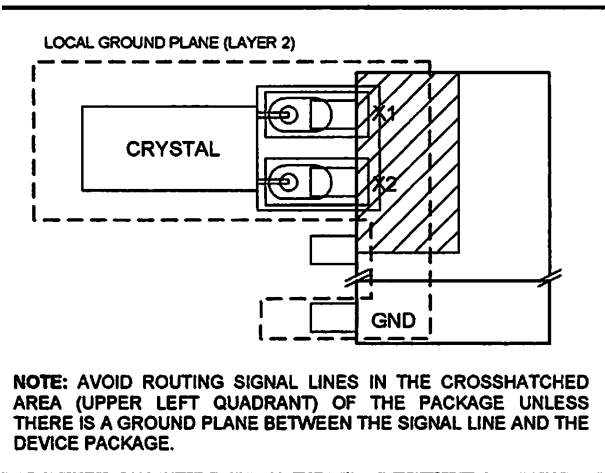 LOCAL GROUND PLANE (LAYER 2)
X1
CRYSTAL
X2
GND
NOTE: AVOID ROUTING SIGNAL LINES IN THE CROSSHATCHED
AREA (UPPER LEFT QUADRANT) OF THE PACKAGE UNLESS
THERE IS A GROUND PLANE BETWEEN THE SIGNAL LINE AND THE
DEVICE PACKAGE.